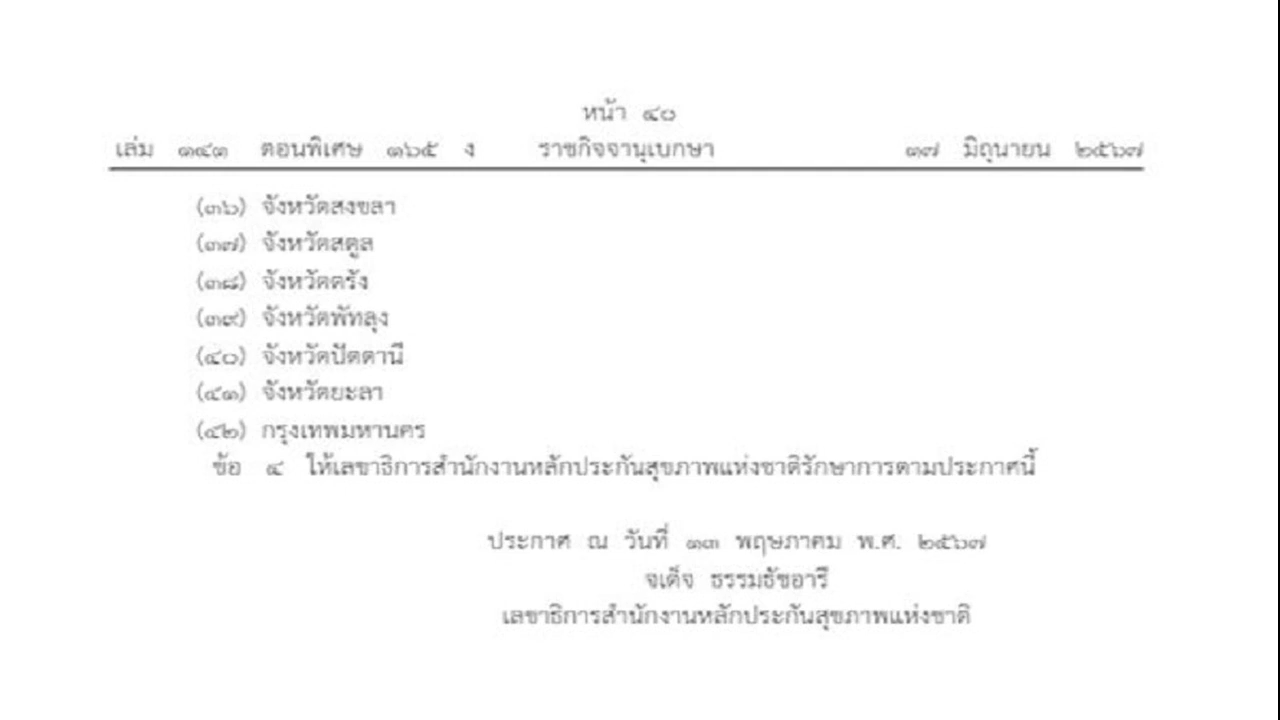 หน้า ๔๐
เล่ม ๑๔๑ ตอนพิเศษ ๑๖๕ ง ราชกิจจานุเบกษา ๑๗ มิถุนายน ๒๕๖๗
(๓๖) จังหวัดสงขลา
(๓๗) จังหวัดสตูล
(๓๘) จังหวัดตรัง
(๓๙) จังหวัดพัทลุง
(๔๐) จังหวัดปัตตานี
(๔๑) จังหวัดยะลา
(๔๒) กรุงเทพมหานคร
ข้อ ๔ ให้เลขาธิการสำนักงานหลักประกันสุขภาพแห่งชาติรักษาการตามประกาศนี้
ประกาศ ณ วันที่ ๑๓ พฤษภาคม พ.ศ. ๒๕๖๗
จเด็จ ธรรมธัชอารี
เลขาธิการสำนักงานหลักประกันสุขภาพแห่งชาติ